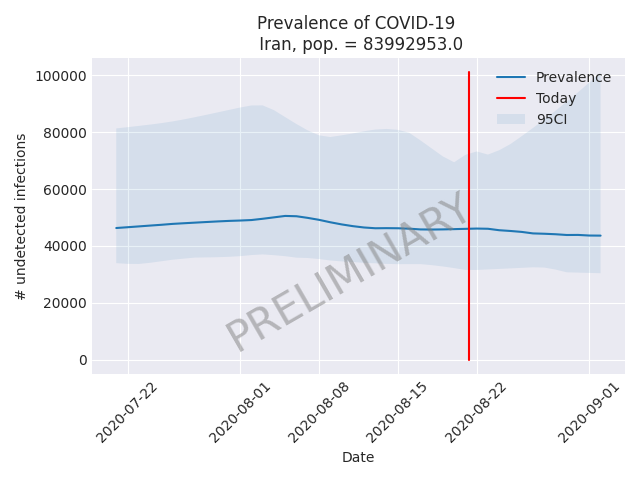 Prevalence of COVID-19
Iran, pop. = 83992953.0
Prevalence
Today
95CI
100000
80000
60000
40000
20000
0
# undetected infections
PRELIMINARY
2020-07-22
2020-08-01
2020-08-08
2020-08-15
2020-08-22
2020-09-01
Date